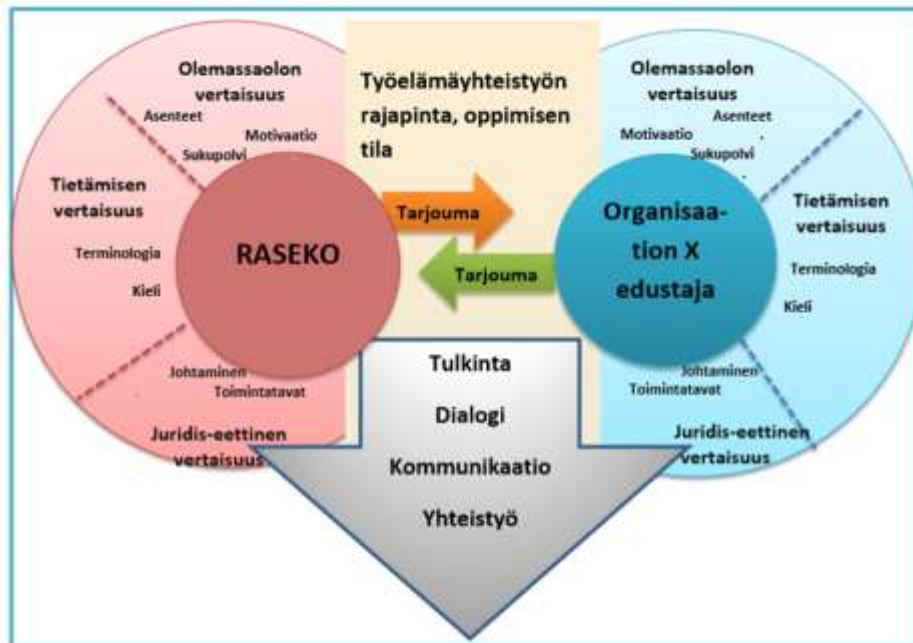 Olemassaolon
vertaisuus
Asenteet
Motivaatio
Sukupolvi
Tietämisen
vertaisuus
Terminologia
Kieli
RASEKO
Johtaminen
Toimintatavat
Juridis-eettinen
vertaisuus
Työelämäyhteistyön
rajapinta, oppimisen
tila
Tarjouma
Tarjouma
Olemassaolon
vertaisuus
Asenteet
Motivaatio
Sukupolvi
Organisaa-
tion X
edustaja
Tietämisen
vertaisuus
Terminologia
Kieli
Johtaminen
Toimintatavat
Juridis-eettinen
vertaisuus
Tulkinta
Dialogi
Kommunikaatio
Yhteistyö